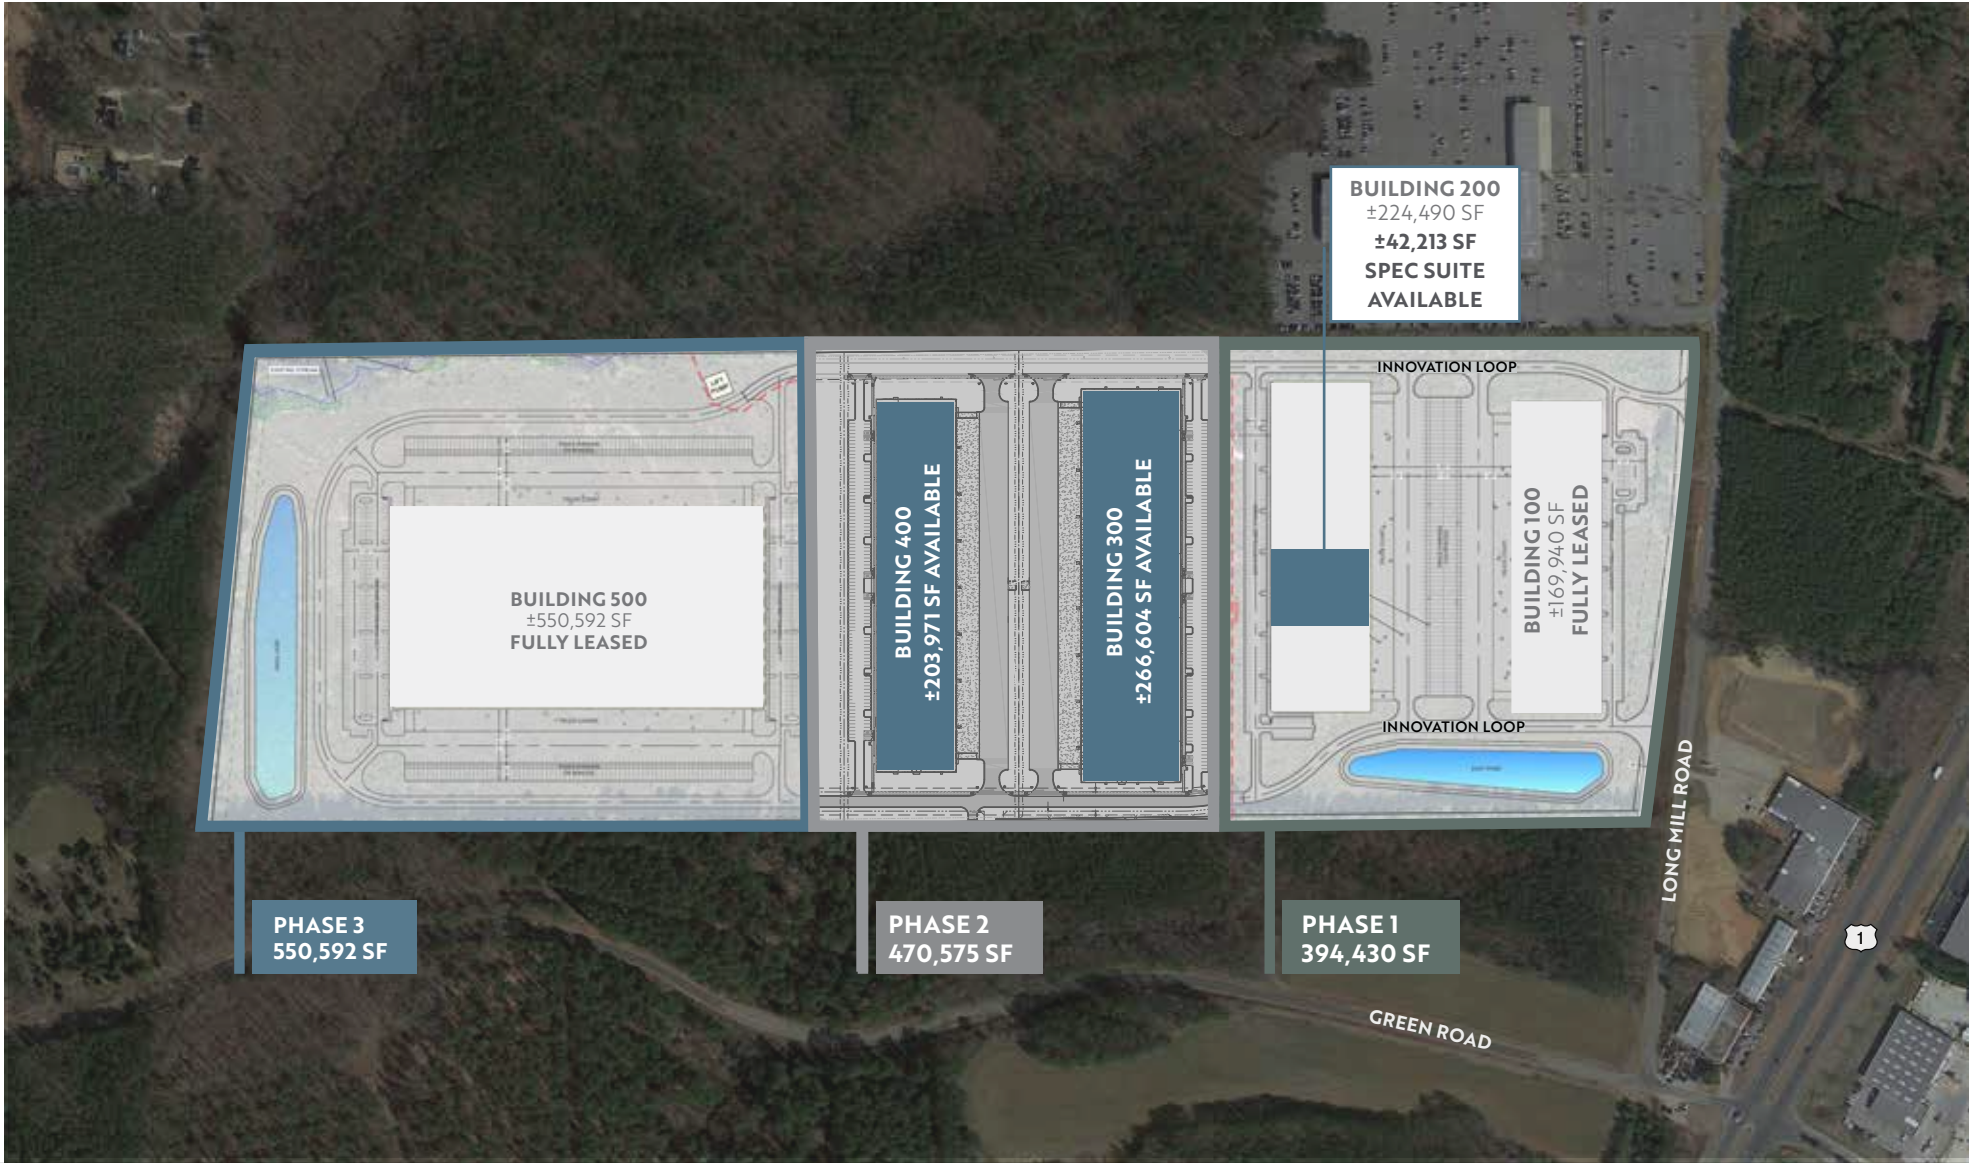 BUILDING 200
±224,490 SF
±42,213 SF
SPEC SUITE
AVAILABLE
INNOVATION LOOP
LIFT
BUILDING 500
±550,592 SF
FULLY LEASED
BUILDING 400
±203,971 SF AVAILABLE
BUILDING 300
±266,604 SF AVAILABLE
BUILDING 100
±169,940 SF
FULLY LEASED
INNOVATION LOOP
LONG MILL ROAD
PHASE 3
550,592 SF
PHASE 2
470,575 SF
PHASE 1
394,430 SF
1
GREEN ROAD